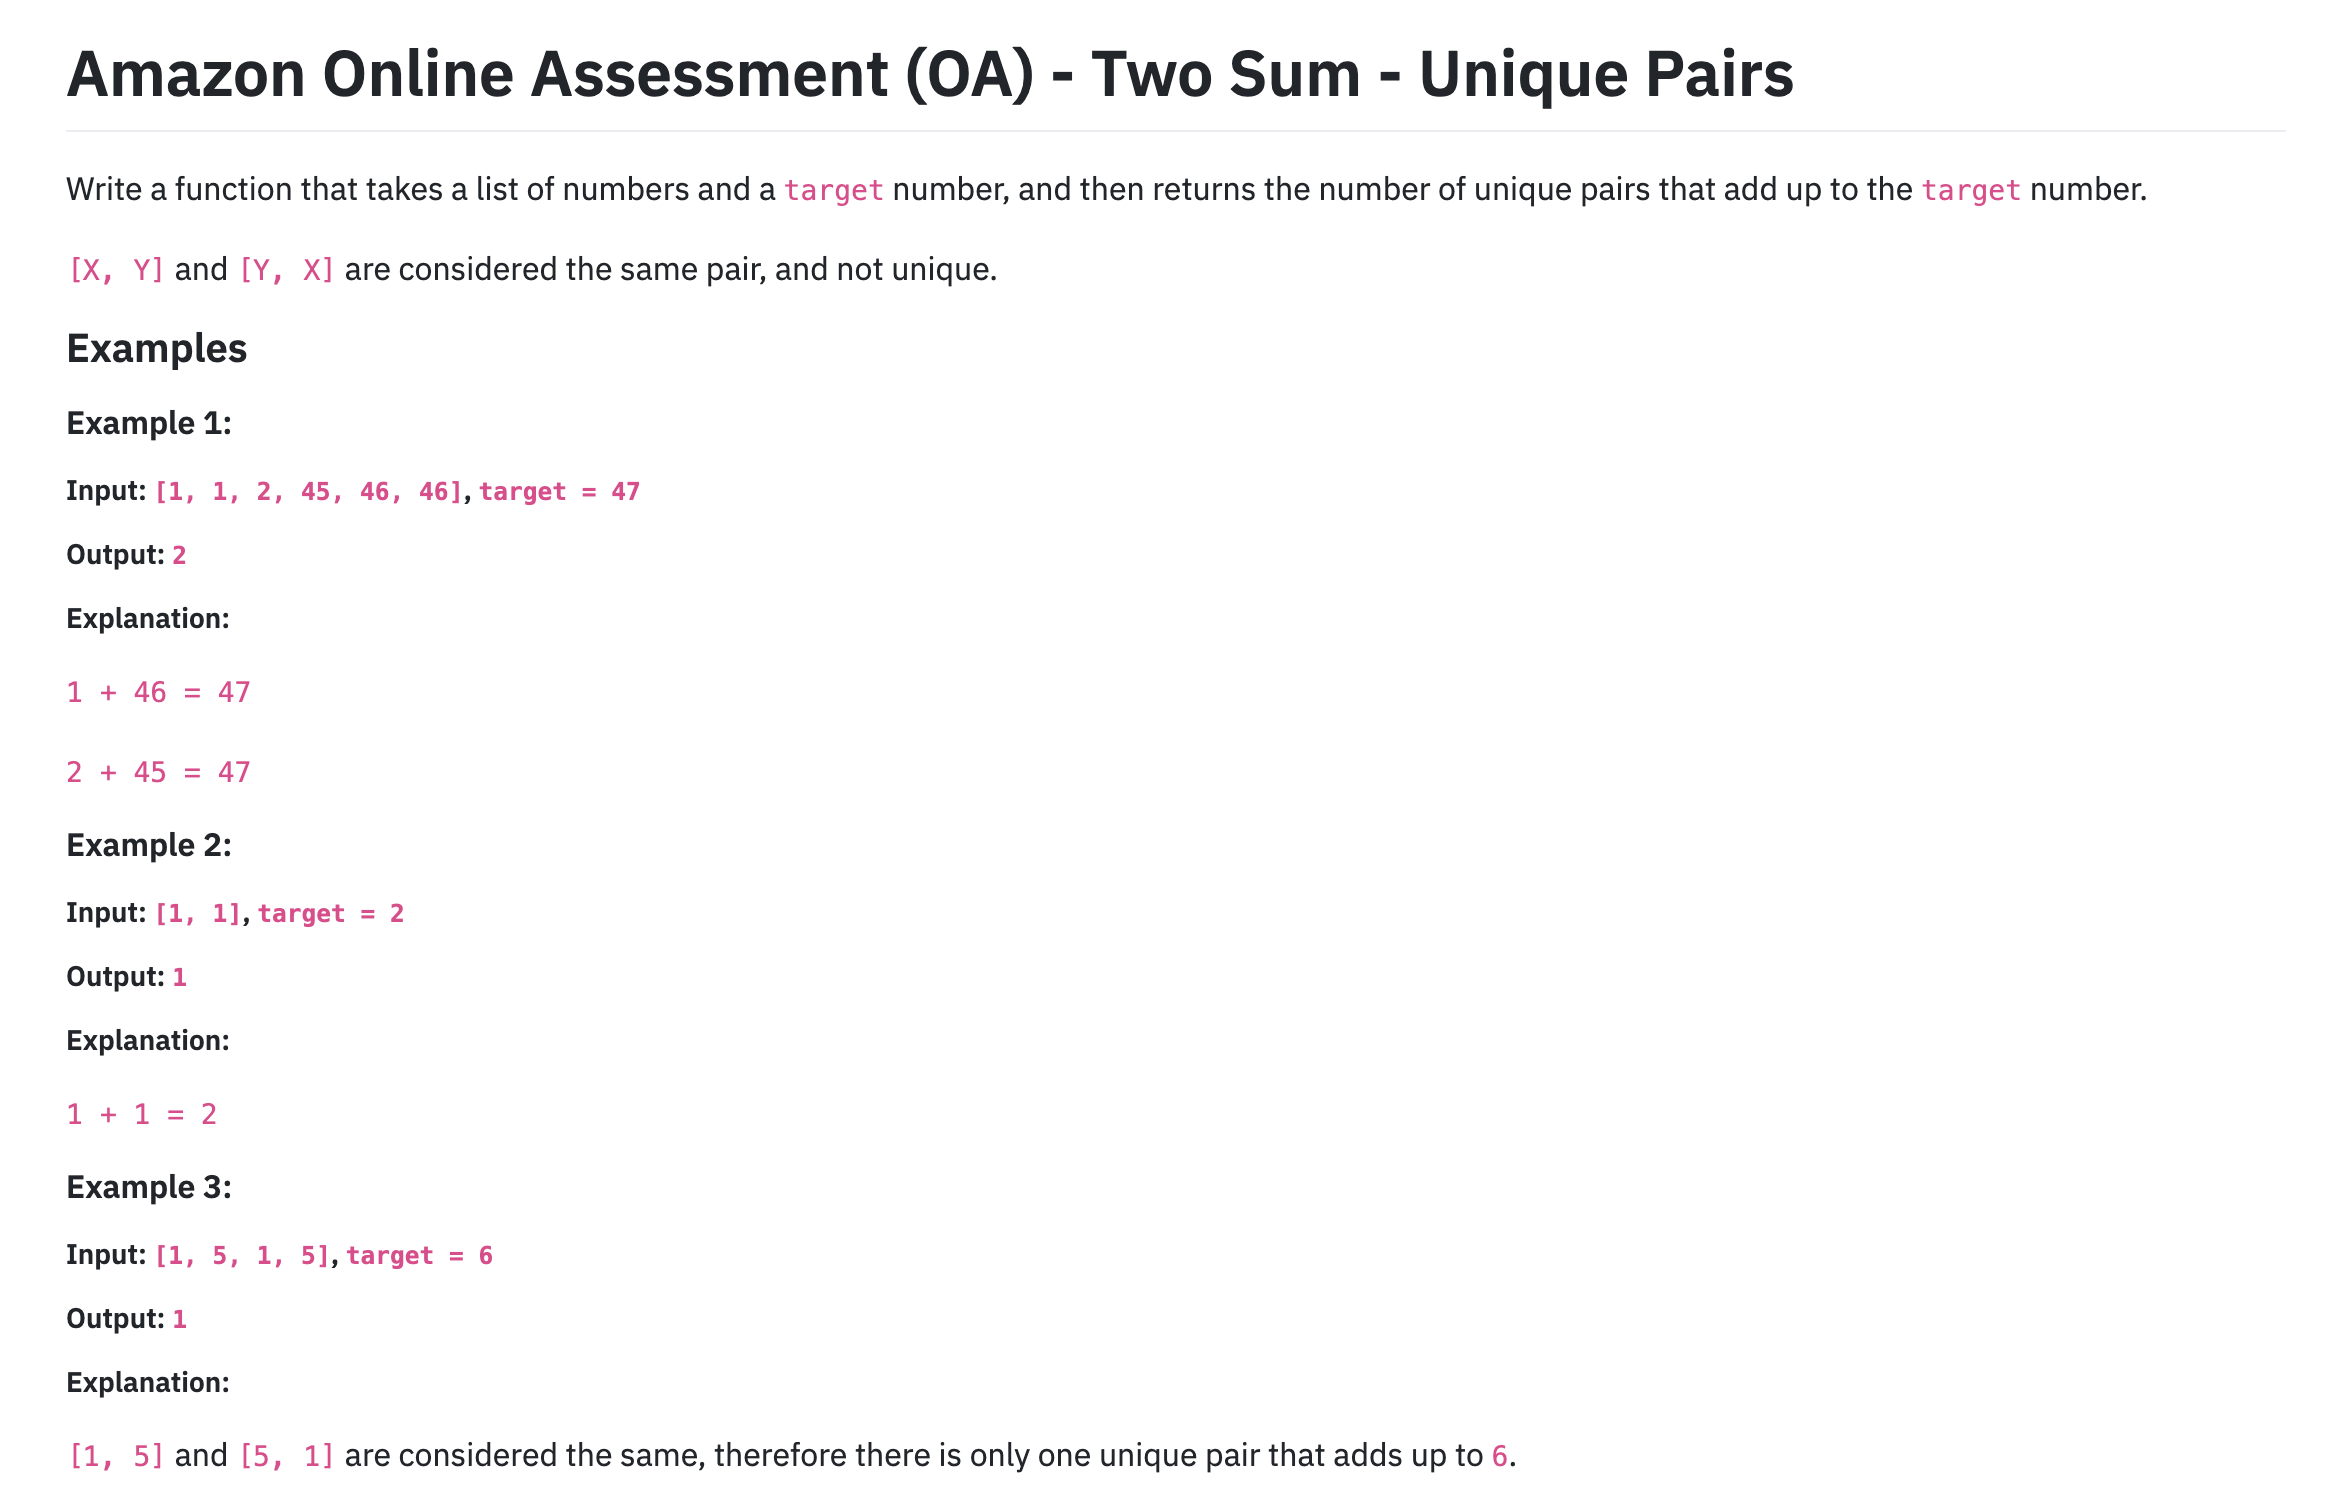 Amazon Online Assessment (OA) - Two Sum - Unique Pairs
Write a function that takes a list of numbers and a target number, and then returns the number of unique pairs that add up to the target number.
[X, Y] and [Y, X] are considered the same pair, and not unique.
Examples
Example 1:
Input: [1, 1, 2, 45, 46, 46], target = 47
Output: 2
Explanation:
1 + 46 = 47
2 + 45 = 47
Example 2:
Input: [1, 1], target = 2
Output: 1
Explanation:
1 + 1 = 2
Example 3:
Input: [1, 5, 1, 5], target = 6
Output: 1
Explanation:
[1, 5] and [5, 1] are considered the same, therefore there is only one unique pair that adds up to 6.